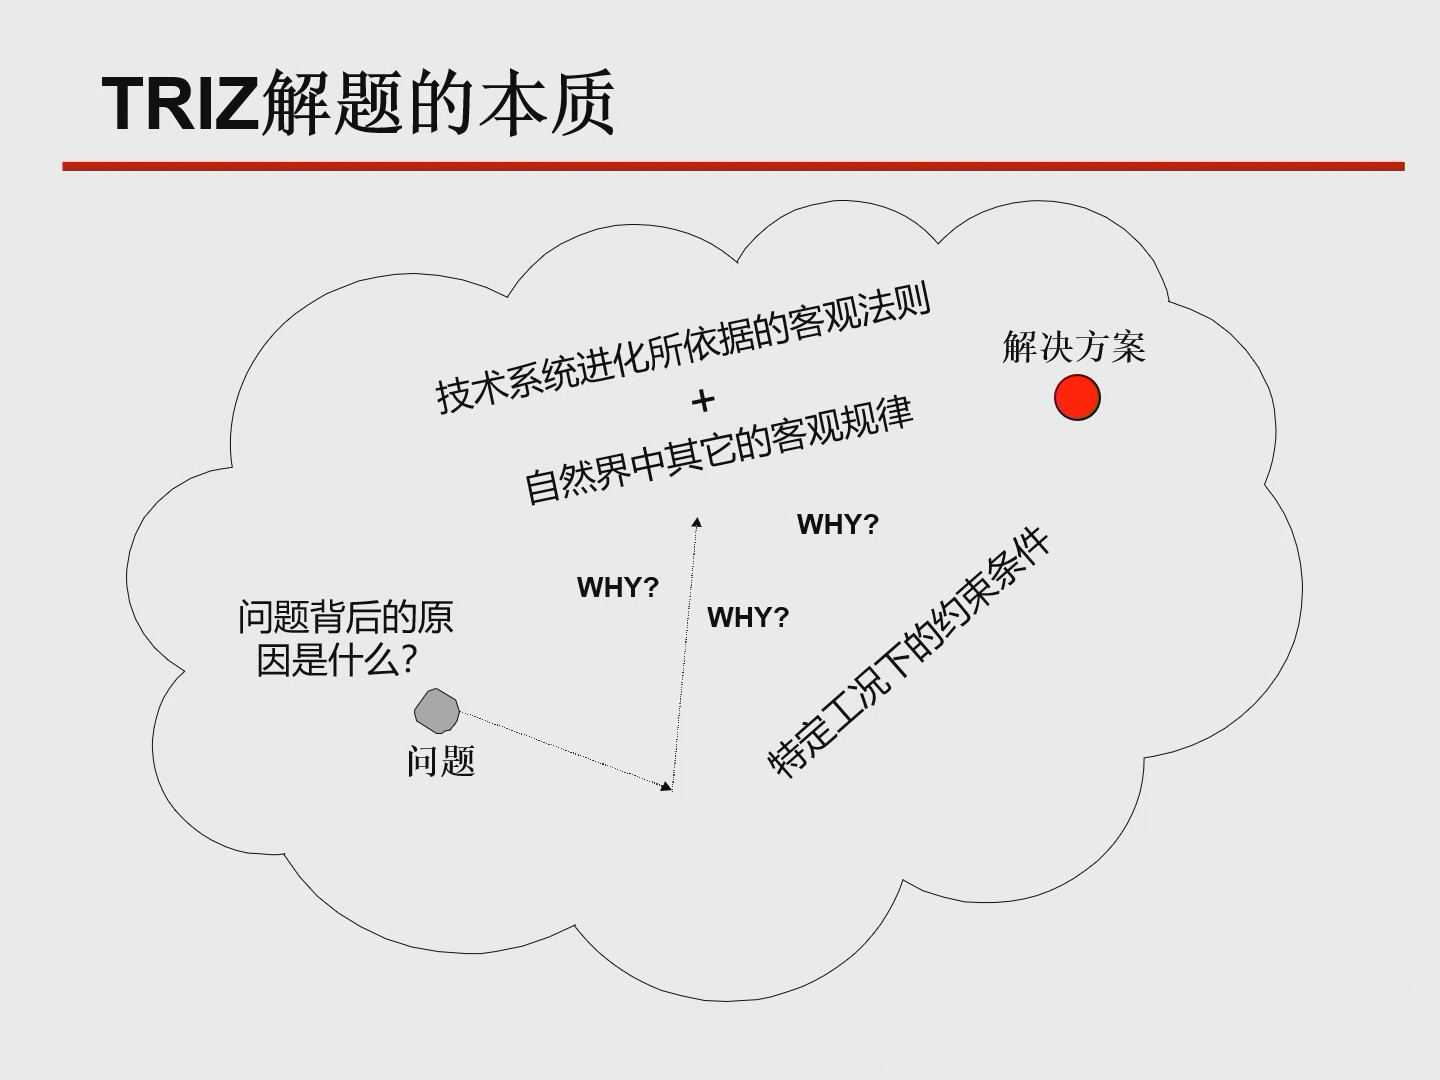 TRIZ解题的本质
技术系统进化所依据的客观法则
+
自然界中其它的客观规律
解决方案
WHY?
WHY?
WHY?
问题背后的原
因是什么?
问题
特定工况下的约束条件